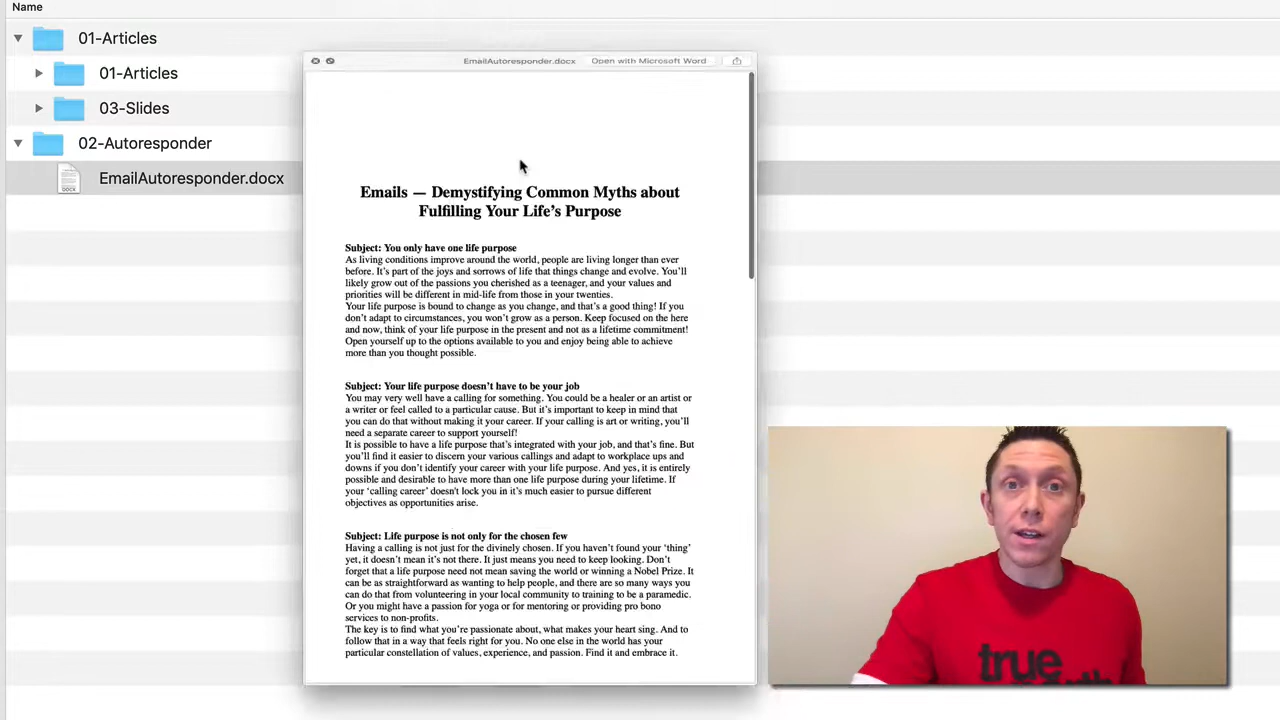 Name
01-Articles
01-Articles
03-Slides
02-Autoresponder
EmailAutoresponder.docx
EmailAutoresponder.docx
Open with Microsoft Word
Emails — Demystifying Common Myths about
Fulfilling Your Life's Purpose
Subject: You only have one life purpose
As living conditions improve around the world, people are living longer than ever
before. It's part of the joys and sorrows of life that things change and evolve. You'll
likely grow out of the passions you cherished as a teenager, and your values and
priorities will be different in mid-life from those in your twenties.
Your life purpose is bound to change as you change, and that's a good thing! If you
don't adapt to circumstances, you won't grow as a person. Keep focused on the here
and now, think of your life purpose in the present and not as a lifetime commitment!
Open yourself up to the options available to you and enjoy being able to achieve
more than you thought possible.
Subject: Your life purpose doesn't have to be your job
You may very well have a calling for something. You could be a healer or an artist or
a writer or feel called to a particular cause. But it's important to keep in mind that
you can do that without making it your career. If your calling is art or writing, you'll
need a separate career to support yourself!
It is possible to have a life purpose that's integrated with your job, and that's fine. But
you'll find it easier to discern your various callings and adapt to workplace ups and
downs if you don't identify your career with your life purpose. And yes, it is entirely
possible and desirable to have more than one life purpose during your lifetime. If
your 'calling career' doesn't lock you in it's much easier to pursue different
objectives as opportunities arise.
Subject: Life purpose is not only for the chosen few
Having a calling is not just for the divinely chosen. If you haven't found your 'thing'
yet, it doesn't mean it's not there. It just means you need to keep looking. Don't
forget that a life purpose need not mean saving the world or winning a Nobel Prize. It
can be as straightforward as wanting to help people, and there are so many ways you
can do that from volunteering in your local community to training to be a paramedic.
Or you might have a passion for yoga or for mentoring or providing pro bono
services to non-profits.
The key is to find what you're passionate about, what makes your heart sing. And to
follow that in a way that feels right for you. No one else in the world has your
particular constellation of values, experience, and passion. Find it and embrace it.
true